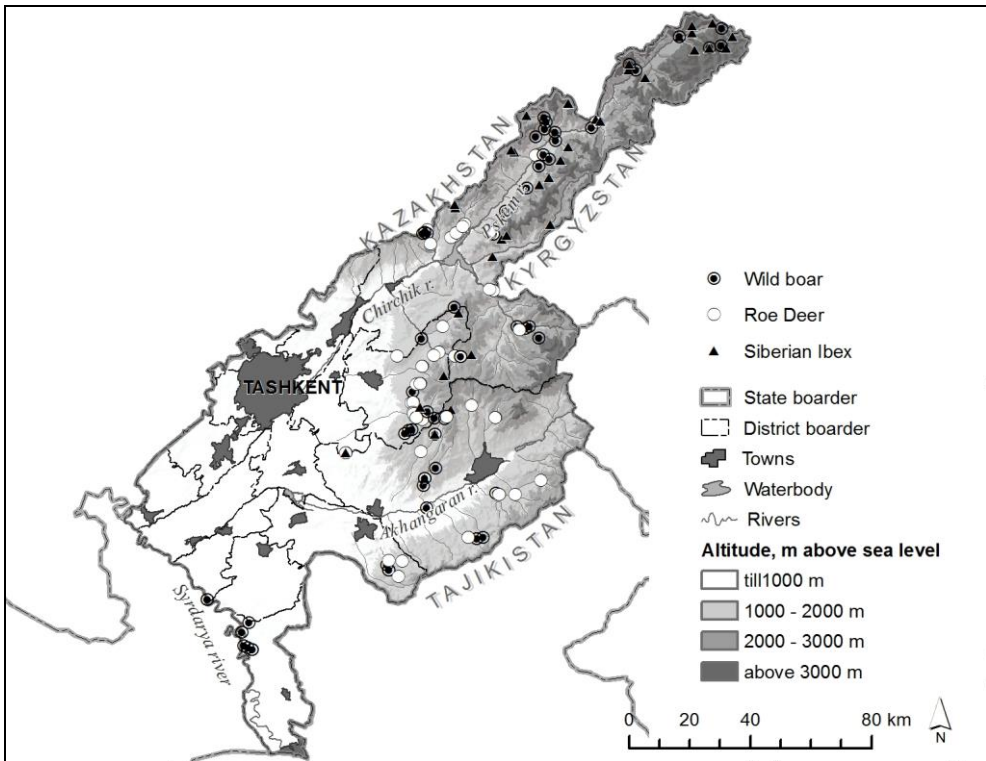 KAZAKHSTAN
KYRGYZSTAN
Pskem r.
Chirchik r.
TASHKENT
Akhangaran r.
TAJIKISTAN
Syrdarya river
Wild boar
Roe Deer
Siberian Ibex
State boarder
District boarder
Towns
Waterbody
Rivers
Altitude, m above sea level
till1000 m
1000 - 2000 m
2000 - 3000 m
above 3000 m
0 20 40 80 km
N